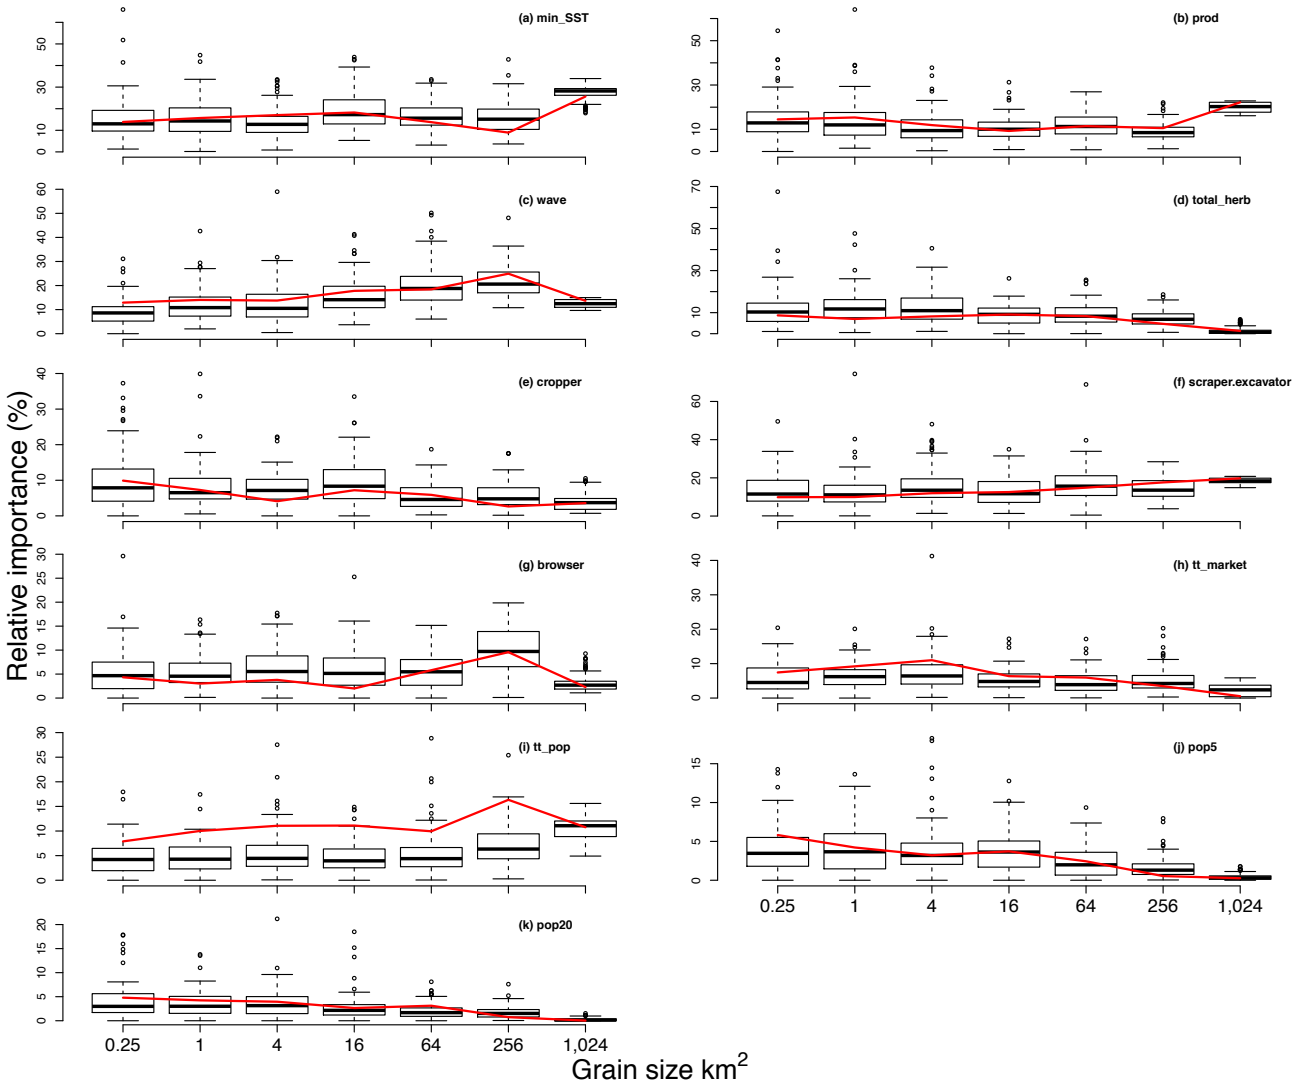 (a) min_SST
0 10 30 50
(b) prod
0 10 30 50
(c) wave
0 10 20 30 40 50 60
(d) total_herb
0 10 30 50 70
(e) cropper
0 10 20 30 40
(f) scraper.excavator
0 20 40 60
(g) browser
0 5 10 15 20 25 30
(h) tt_market
0 10 20 30 40
(i) tt_pop
0 5 10 15 20 25 30
(j) pop5
0 5 10 15
0.25 1 4 16 64 256 1,024
(k) pop20
0 5 10 15 20
0.25 1 4 16 64 256 1,024
Relative importance (%)
Grain size km²